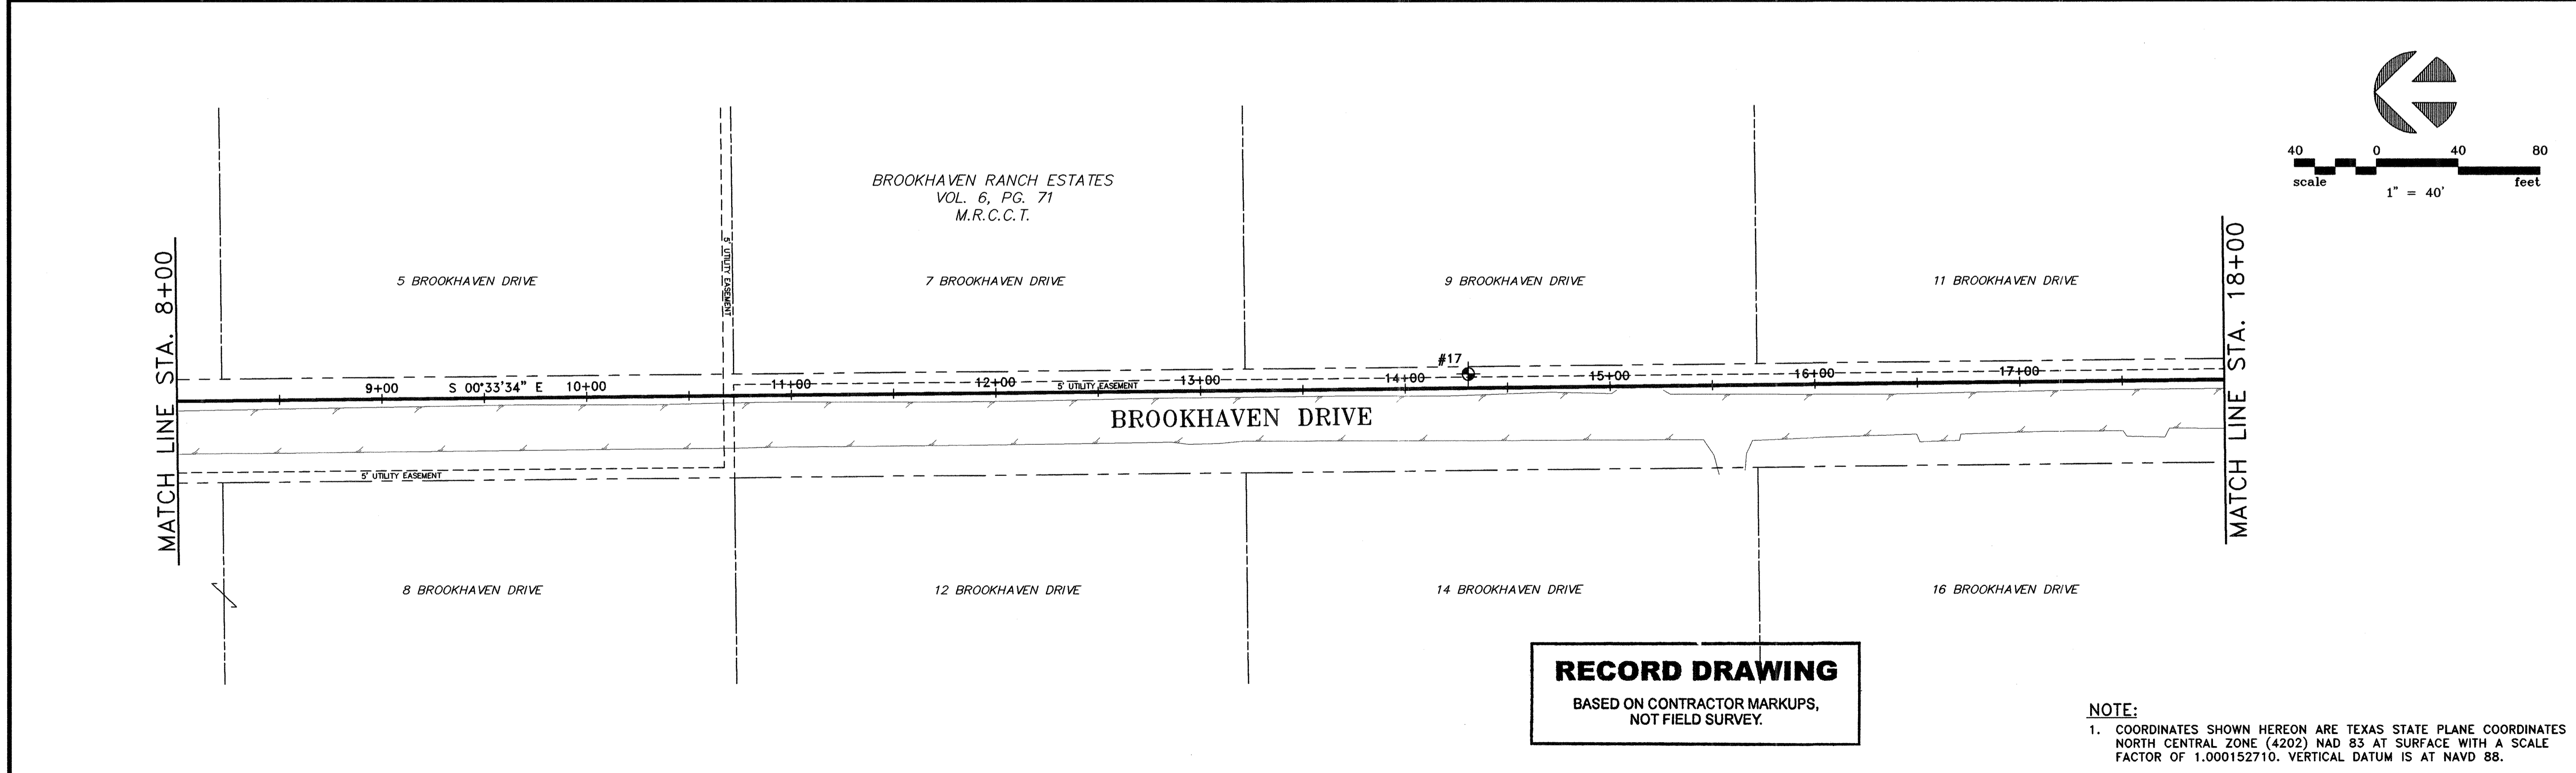 BROOKHAVEN RANCH ESTATES
VOL. 6, PG. 71
M.R.C.C.T.
40 0 40 80
scale feet
1" = 40'
MATCH LINE STA. 8+00
5 BROOKHAVEN DRIVE
5' UTILITY EASEMENT
7 BROOKHAVEN DRIVE
9 BROOKHAVEN DRIVE
11 BROOKHAVEN DRIVE
MATCH LINE STA. 18+00
#17
9+00 S 00°33'34" E 10+00 11+00 12+00 5' UTILITY EASEMENT 13+00 14+00 15+00 16+00 17+00
BROOKHAVEN DRIVE
5' UTILITY EASEMENT
8 BROOKHAVEN DRIVE
12 BROOKHAVEN DRIVE
14 BROOKHAVEN DRIVE
16 BROOKHAVEN DRIVE
RECORD DRAWING
BASED ON CONTRACTOR MARKUPS,
NOT FIELD SURVEY.
NOTE:
1. COORDINATES SHOWN HEREON ARE TEXAS STATE PLANE COORDINATES
NORTH CENTRAL ZONE (4202) NAD 83 AT SURFACE WITH A SCALE
FACTOR OF 1.000152710. VERTICAL DATUM IS AT NAVD 88.